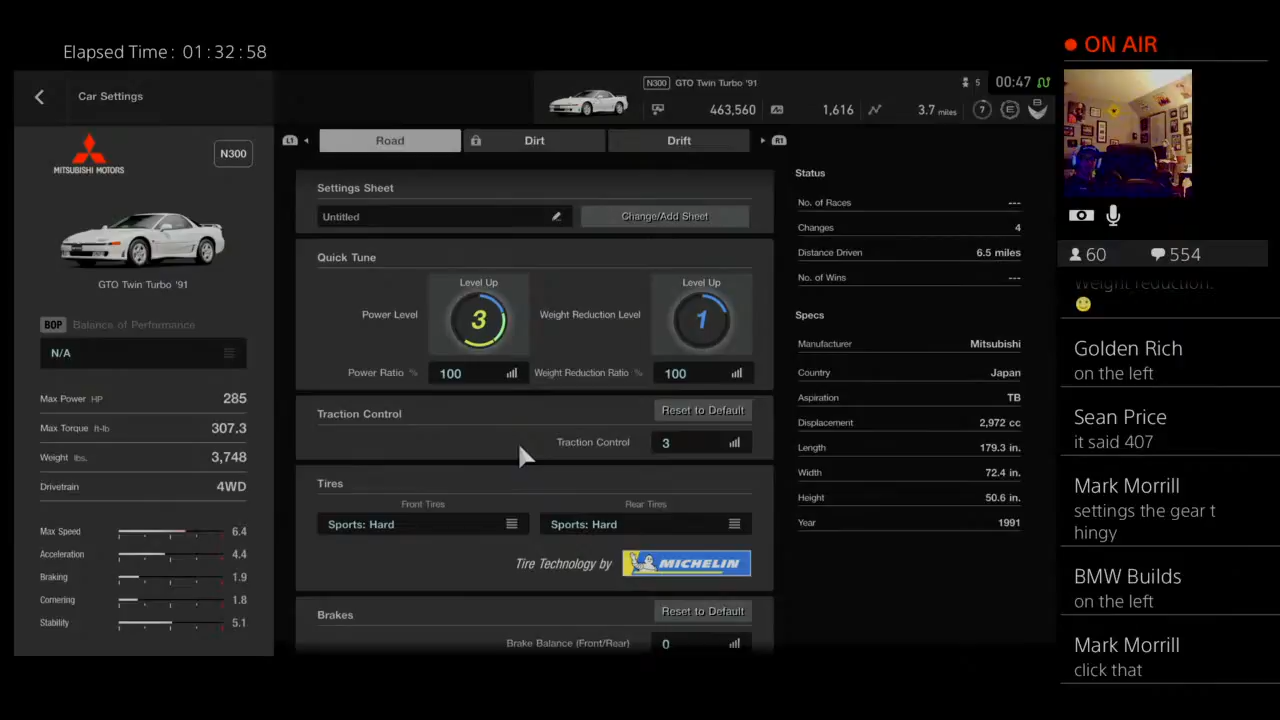 Elapsed Time: 01:32:58
ON AIR
Car Settings
N300 GTO Twin Turbo '91
5
00:47
463,560
1,616
3.7 miles
7
E
B
MITSUBISHI MOTORS
N300
GTO Twin Turbo '91
BOP Balance of Performance
N/A
Max Power HP 285
Max Torque ft-lb 307.3
Weight lbs. 3,748
Drivetrain 4WD
Max Speed 6.4
Acceleration 4.4
Braking 1.9
Cornering 1.8
Stability 5.1
L1 Road Dirt Drift R1
Settings Sheet
Untitled Change/Add Sheet
Quick Tune
Level Up Level Up
Power Level 3 Weight Reduction Level 1
Power Ratio % 100 Weight Reduction Ratio % 100
Traction Control Reset to Default
Traction Control 3
Tires
Front Tires Rear Tires
Sports: Hard Sports: Hard
Tire Technology by MICHELIN
Brakes Reset to Default
Brake Balance (Front/Rear) 0
Status
No. of Races ---
Changes 4
Distance Driven 6.5 miles
No. of Wins ---
Specs
Manufacturer Mitsubishi
Country Japan
Aspiration TB
Displacement 2,972 cc
Length 179.3 in.
Width 72.4 in.
Height 50.6 in.
Year 1991
60 554
Weight reduction.
Golden Rich
on the left
Sean Price
it said 407
Mark Morrill
settings the gear t
hingy
BMW Builds
on the left
Mark Morrill
click that